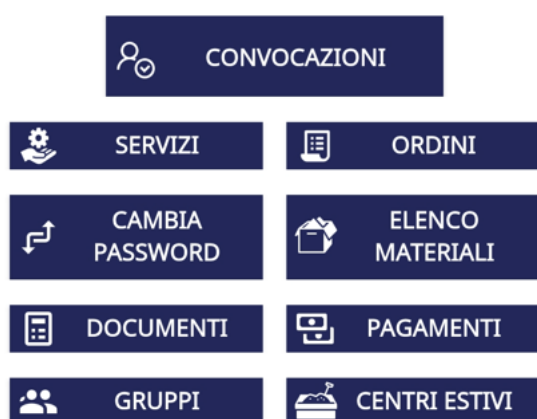 CONVOCAZIONI
SERVIZI
ORDINI
CAMBIA
PASSWORD
ELENCO
MATERIALI
DOCUMENTI
PAGAMENTI
GRUPPI
CENTRI ESTIVI